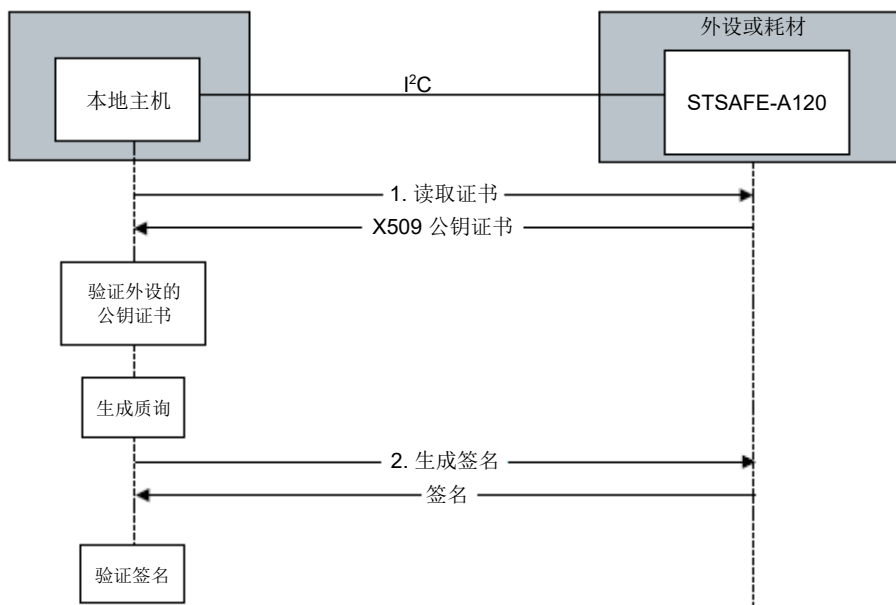 外设或耗材
本地主机
I²C
STSAFE-A120
1. 读取证书
X509 公钥证书
验证外设的
公钥证书
生成质询
2. 生成签名
签名
验证签名